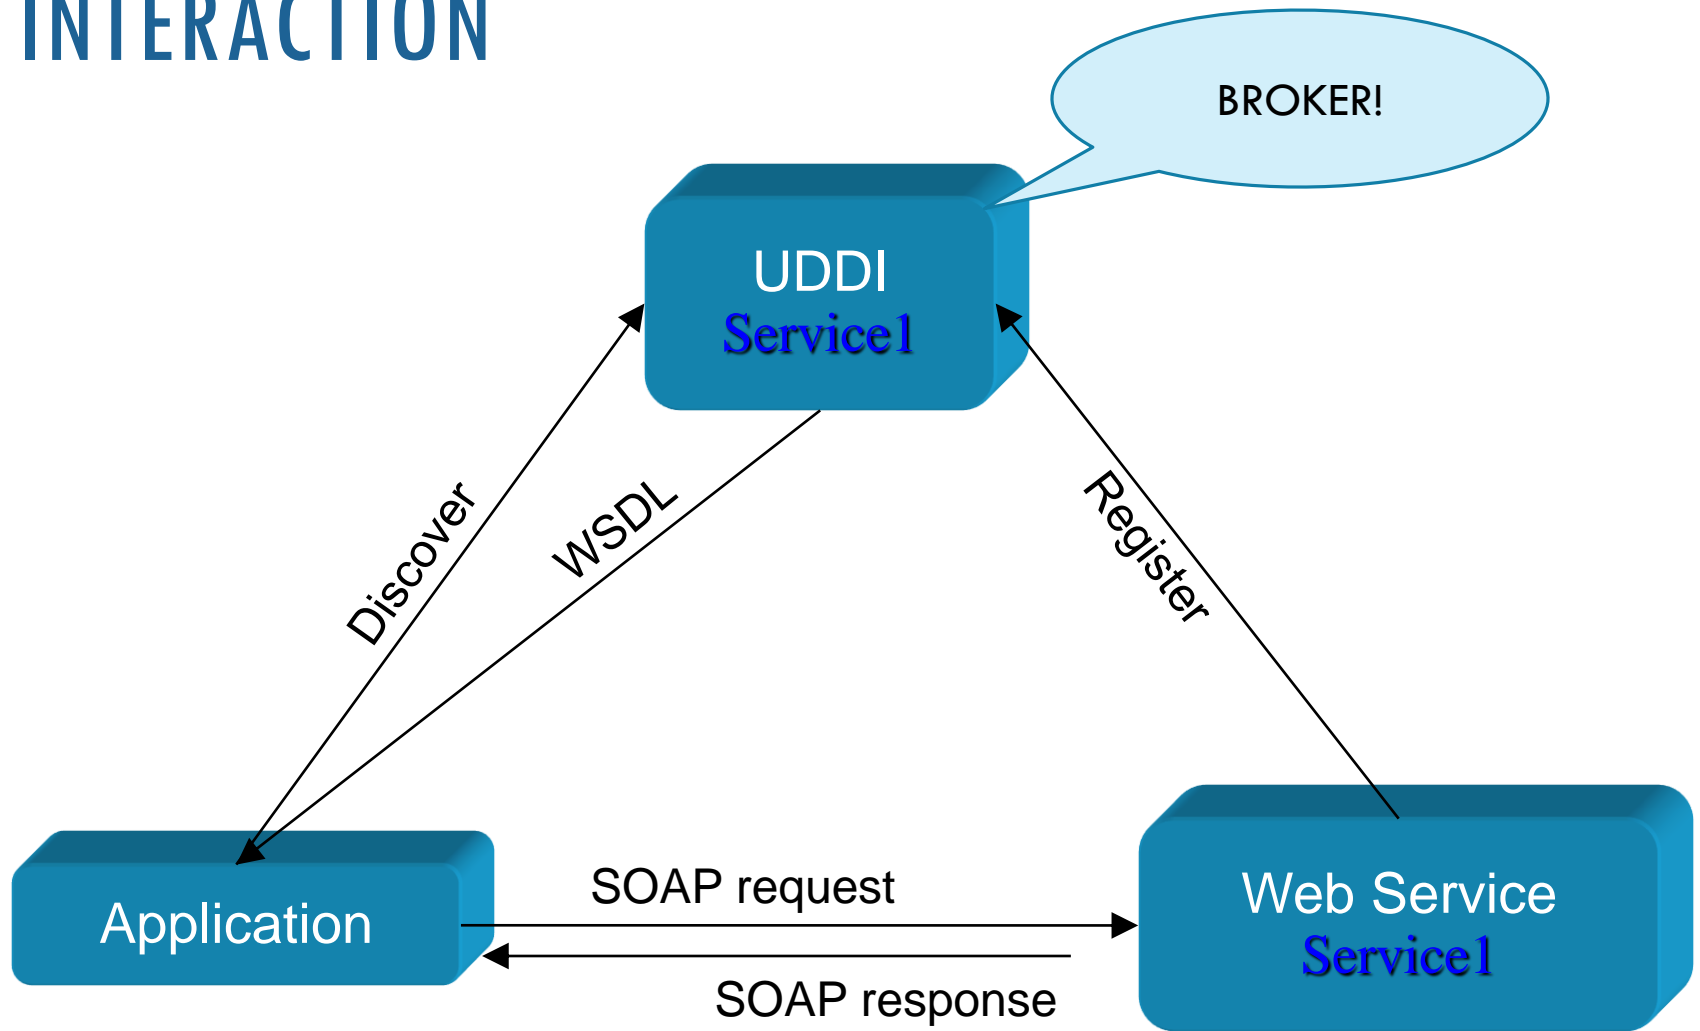 INTERACTION
BROKER!
UDDI
Service1
Discover
WSDL
Register
SOAP request
Application
Web Service
Service1
SOAP response